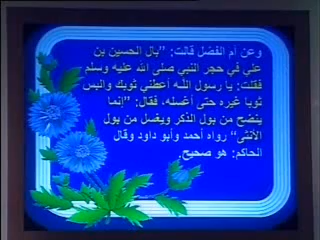 وعن أم الفضل قالت: "بال الحسين بن
علي في حجر النبي صلى الله عليه وسلم
فقلت: يا رسول الله أعطني ثوبك والبس
ثوبا غيره حتى أغسله، فقال: "إنما
ينضح من بول الذكر ويغسل من بول
الأنثى" رواه أحمد وأبو داود وقال
الحاكم: هو صحيح.